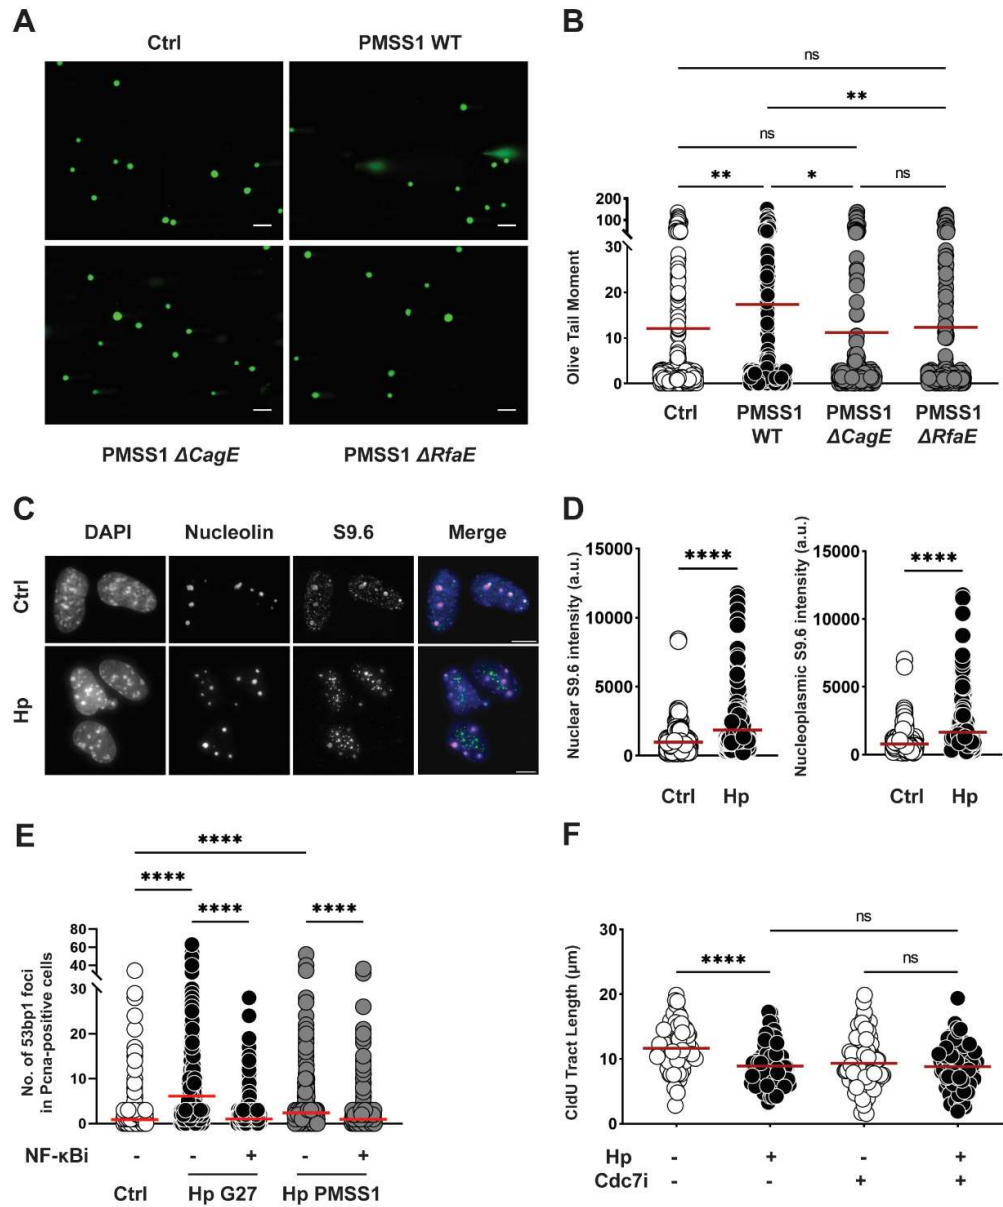 A
Ctrl
PMSS1 WT
PMSS1 ΔCagE
PMSS1 ΔRfaE
B
ns
**
ns
**
*
ns
Olive Tail Moment
200
100
30
20
10
0
Ctrl
PMSS1
WT
PMSS1
ΔCagE
PMSS1
ΔRfaE
C
DAPI
Nucleolin
S9.6
Merge
Ctrl
Hp
D
Nuclear S9.6 intensity (a.u.)
15000
10000
5000
0
****
Ctrl
Hp
Nucleoplasmic S9.6 intensity (a.u.)
15000
10000
5000
0
****
Ctrl
Hp
E
****
****
****
****
No. of 53bp1 foci
in Pcna-positive cells
80
60
40
30
20
10
0
NF-κBi
-
-
+
-
+
Ctrl
Hp G27
Hp PMSS1
F
ns
****
ns
CldU Tract Length (μm)
30
20
10
0
Hp
-
+
-
+
Cdc7i
-
-
+
+